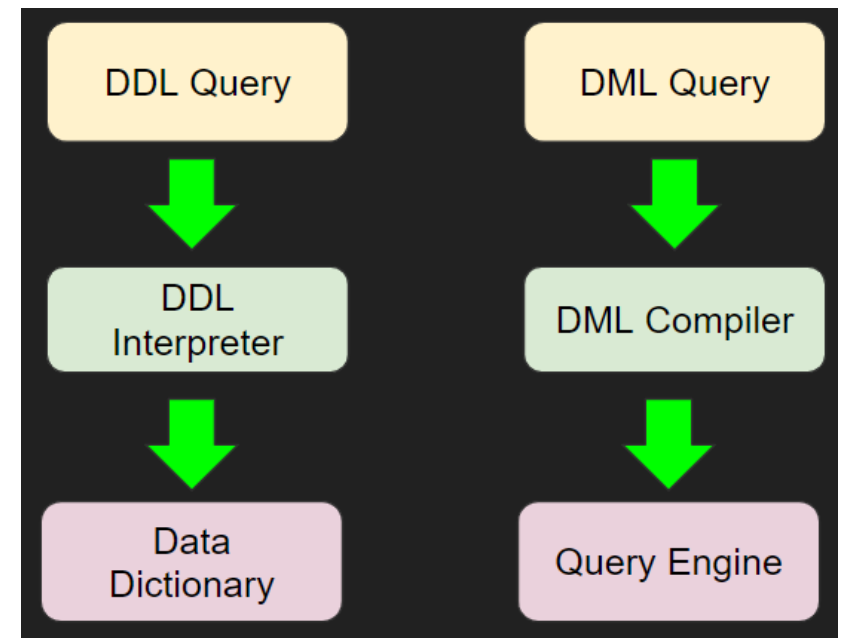 DDL Query
DML Query
DDL
Interpreter
DML Compiler
Data
Dictionary
Query Engine